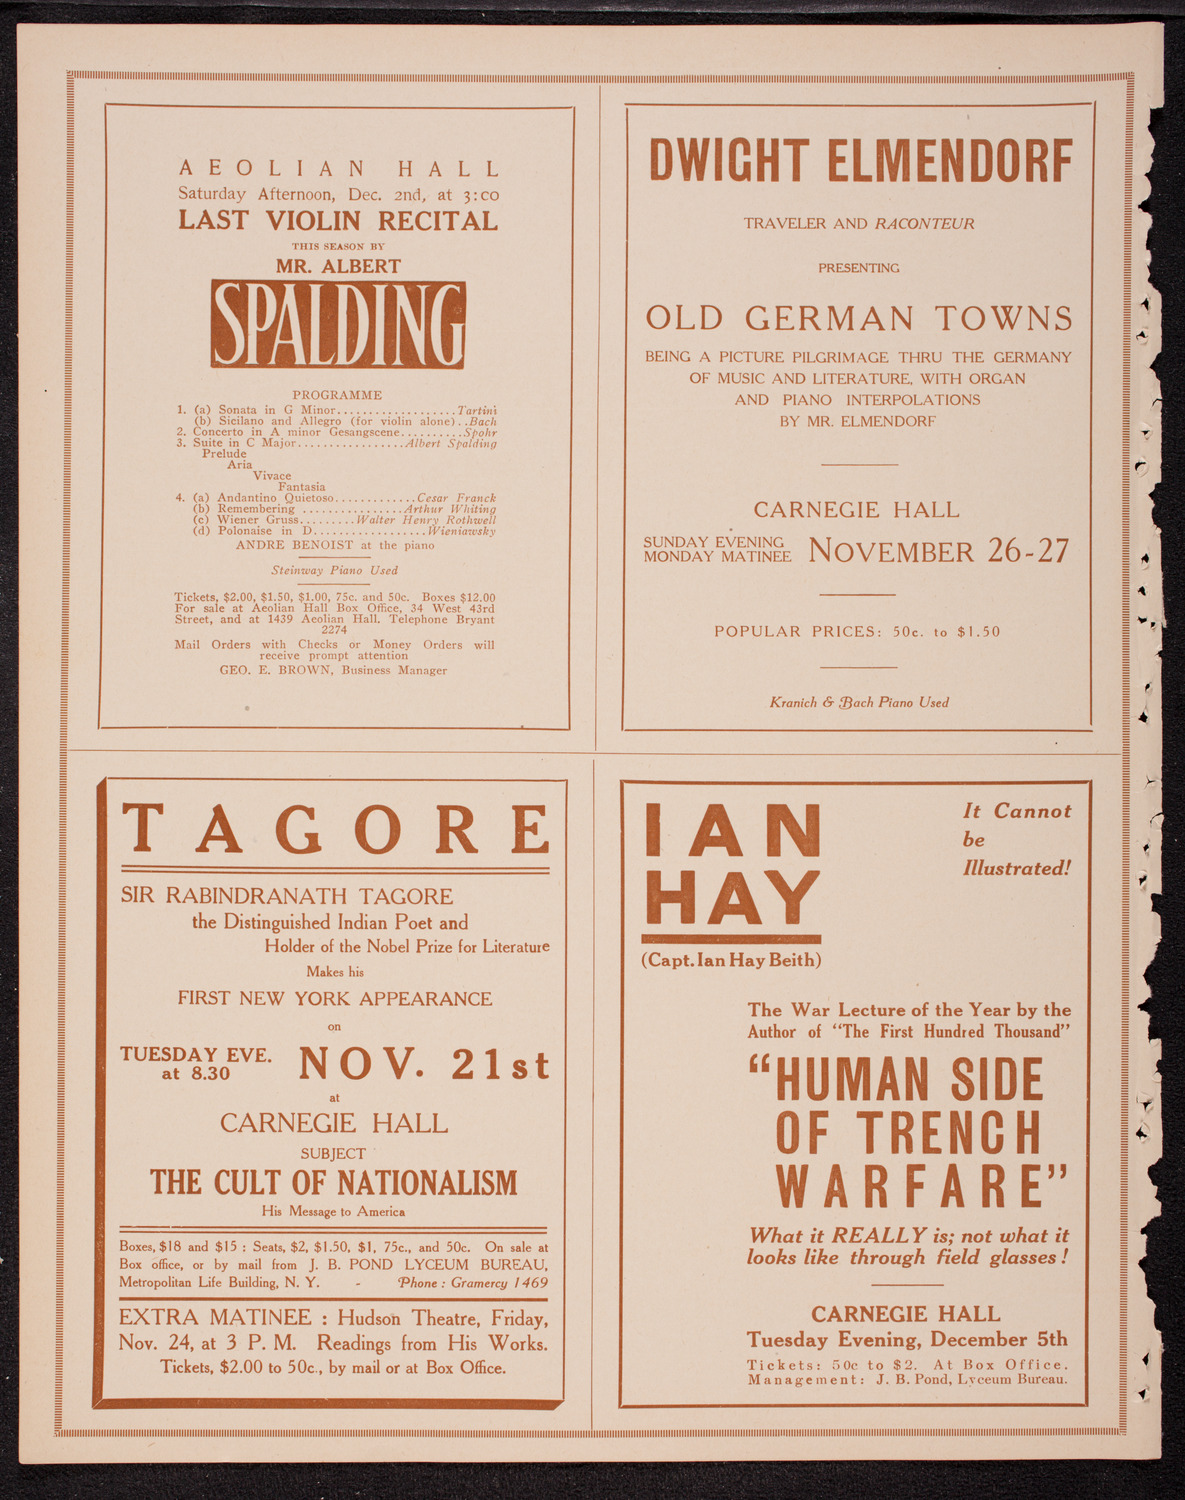 AEOLIAN HALL
Saturday Afternoon, Dec. 2nd, at 3:co
LAST VIOLIN RECITAL
THIS SEASON BY
MR. ALBERT
SPALDING
PROGRAMME
1. (a) Sonata in G Minor...................Tartini
(b) Sicilano and Allegro (for violin alone)..Bach
2. Concerto in A minor Gesangscene..........Spohr
3. Suite in C Major.................Albert Spalding
Prelude
Aria
Vivace
Fantasia
4. (a) Andantino Quietoso.............Cesar Franck
(b) Remembering ................Arthur Whiting
(c) Wiener Gruss.........Walter Henry Rothwell
(d) Polonaise in D..................Wieniawsky
ANDRE BENOIST at the piano
Steinway Piano Used
Tickets, $2.00, $1.50, $1.00, 75c. and 50c. Boxes $12.00
For sale at Aeolian Hall Box Office, 34 West 43rd
Street, and at 1439 Aeolian Hall. Telephone Bryant
2274
Mail Orders with Checks or Money Orders will
receive prompt attention
GEO. E. BROWN, Business Manager
DWIGHT ELMENDORF
TRAVELER AND RACONTEUR
PRESENTING
OLD GERMAN TOWNS
BEING A PICTURE PILGRIMAGE THRU THE GERMANY
OF MUSIC AND LITERATURE, WITH ORGAN
AND PIANO INTERPOLATIONS
BY MR. ELMENDORF
CARNEGIE HALL
SUNDAY EVENING
MONDAY MATINEE NOVEMBER 26-27
POPULAR PRICES: 50c. to $1.50
Kranich & Bach Piano Used
TAGORE
SIR RABINDRANATH TAGORE
the Distinguished Indian Poet and
Holder of the Nobel Prize for Literature
Makes his
FIRST NEW YORK APPEARANCE
on
TUESDAY EVE.
at 8.30 NOV. 21st
at
CARNEGIE HALL
SUBJECT
THE CULT OF NATIONALISM
His Message to America
Boxes, $18 and $15 : Seats, $2, $1.50, $1, 75c., and 50c. On sale at
Box office, or by mail from J. B. POND LYCEUM BUREAU,
Metropolitan Life Building, N. Y. - Phone : Gramercy 1469
EXTRA MATINEE : Hudson Theatre, Friday,
Nov. 24, at 3 P. M. Readings from His Works.
Tickets, $2.00 to 50c., by mail or at Box Office.
IAN
HAY
(Capt. Ian Hay Beith)
It Cannot
be
Illustrated!
The War Lecture of the Year by the
Author of "The First Hundred Thousand"
"HUMAN SIDE
OF TRENCH
WARFARE"
What it REALLY is; not what it
looks like through field glasses!
CARNEGIE HALL
Tuesday Evening, December 5th
Tickets: 50c to $2. At Box Office.
Management: J. B. Pond, Lyceum Bureau.